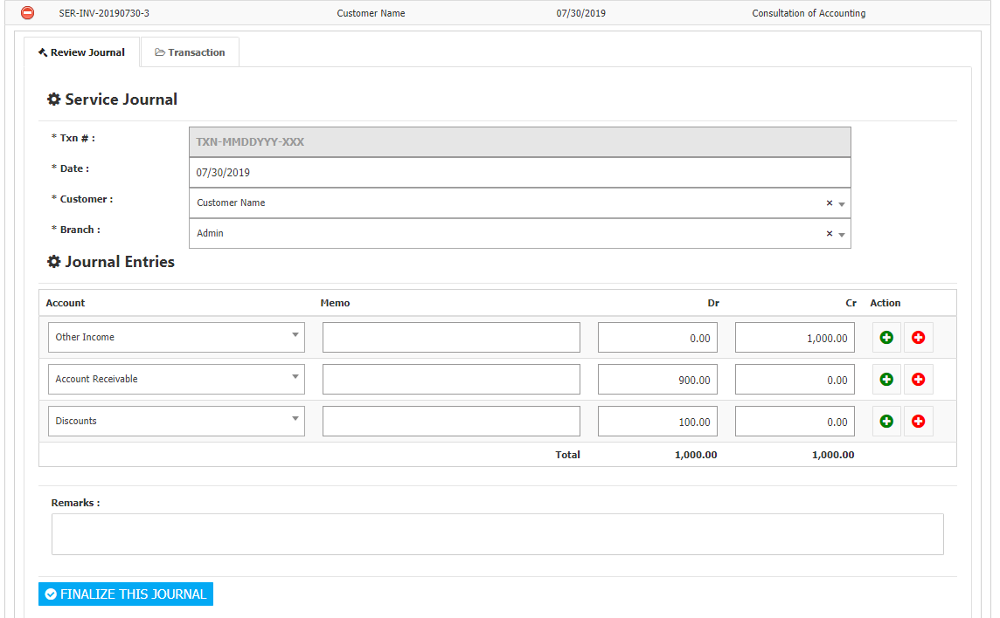 SER-INV-20190730-3 Customer Name 07/30/2019 Consultation of Accounting
Review Journal Transaction
Service Journal
* Txn # : TXN-MMDDYYY-XXX
* Date : 07/30/2019
* Customer : Customer Name ×
* Branch : Admin ×
Journal Entries
Account Memo Dr Cr Action
Other Income 0.00 1,000.00
Account Receivable 900.00 0.00
Discounts 100.00 0.00
Total 1,000.00 1,000.00
Remarks :
FINALIZE THIS JOURNAL